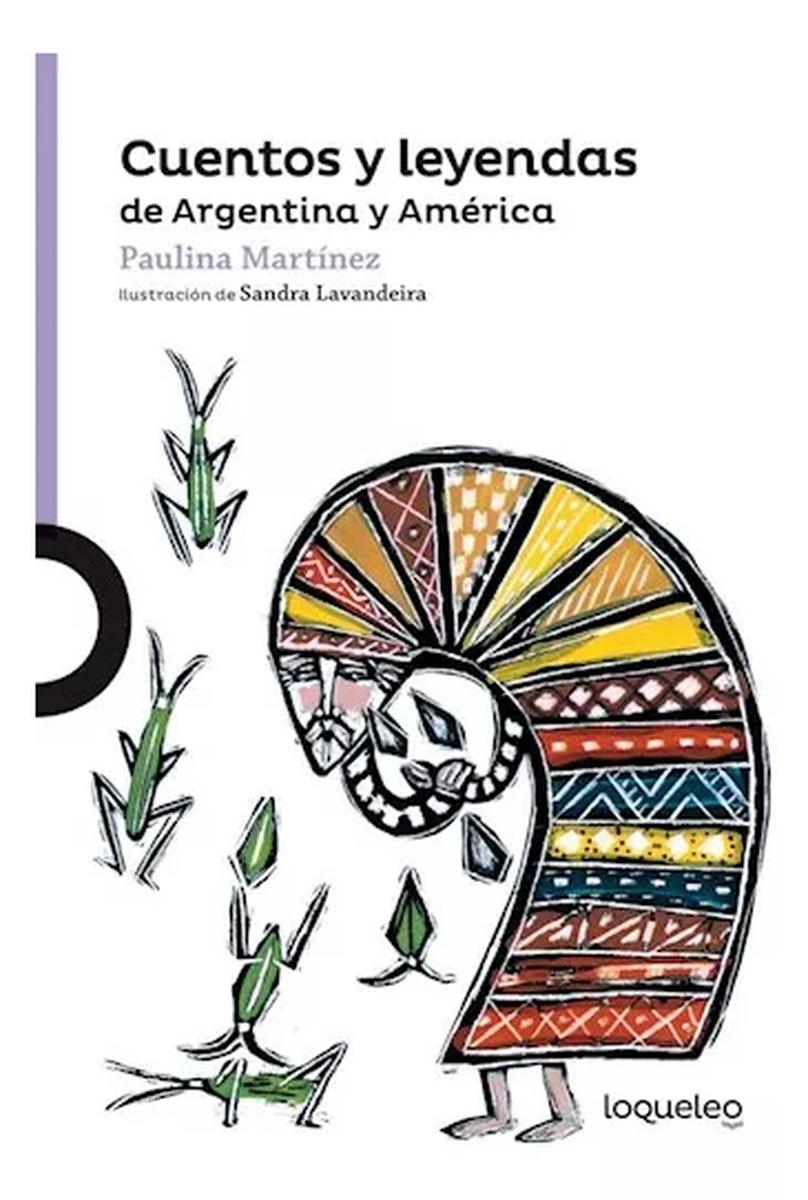 Cuentos y leyendas
de Argentina y América
Paulina Martínez
Ilustración de Sandra Lavandeira
loqueleo